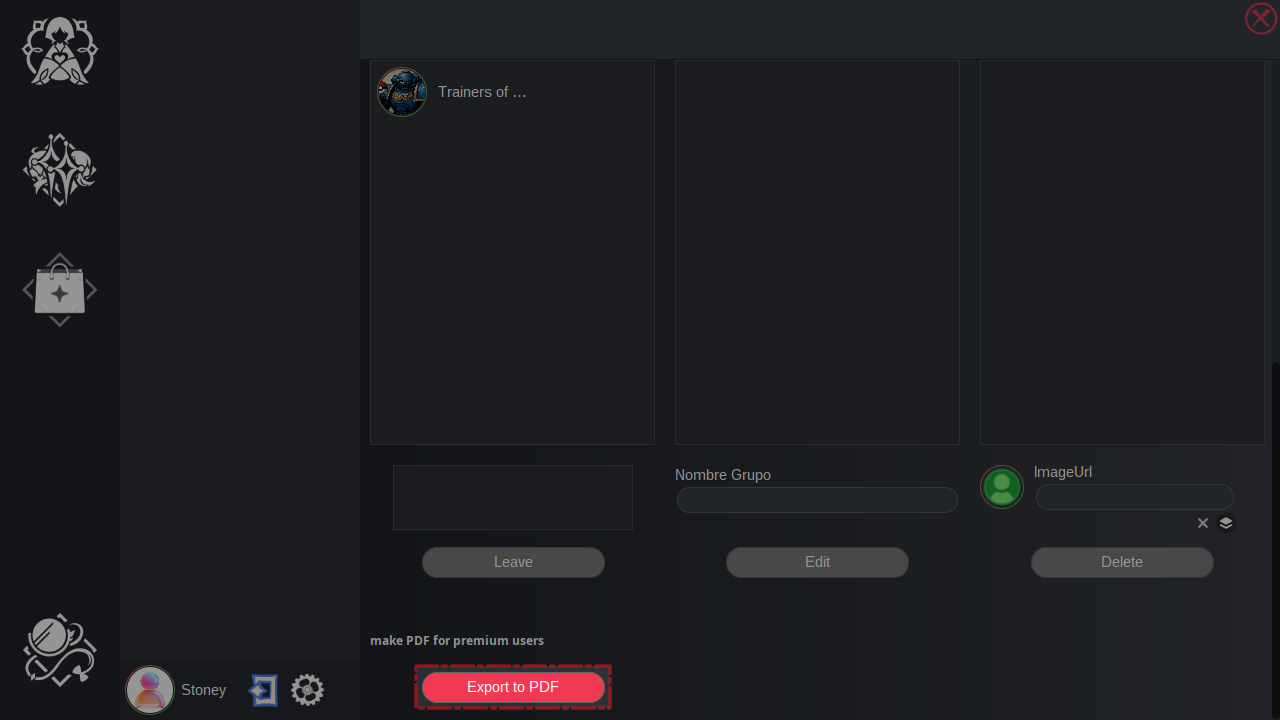 Trainers of …
Nombre Grupo
ImageUrl
Leave
Edit
Delete
make PDF for premium users
Export to PDF
Stoney